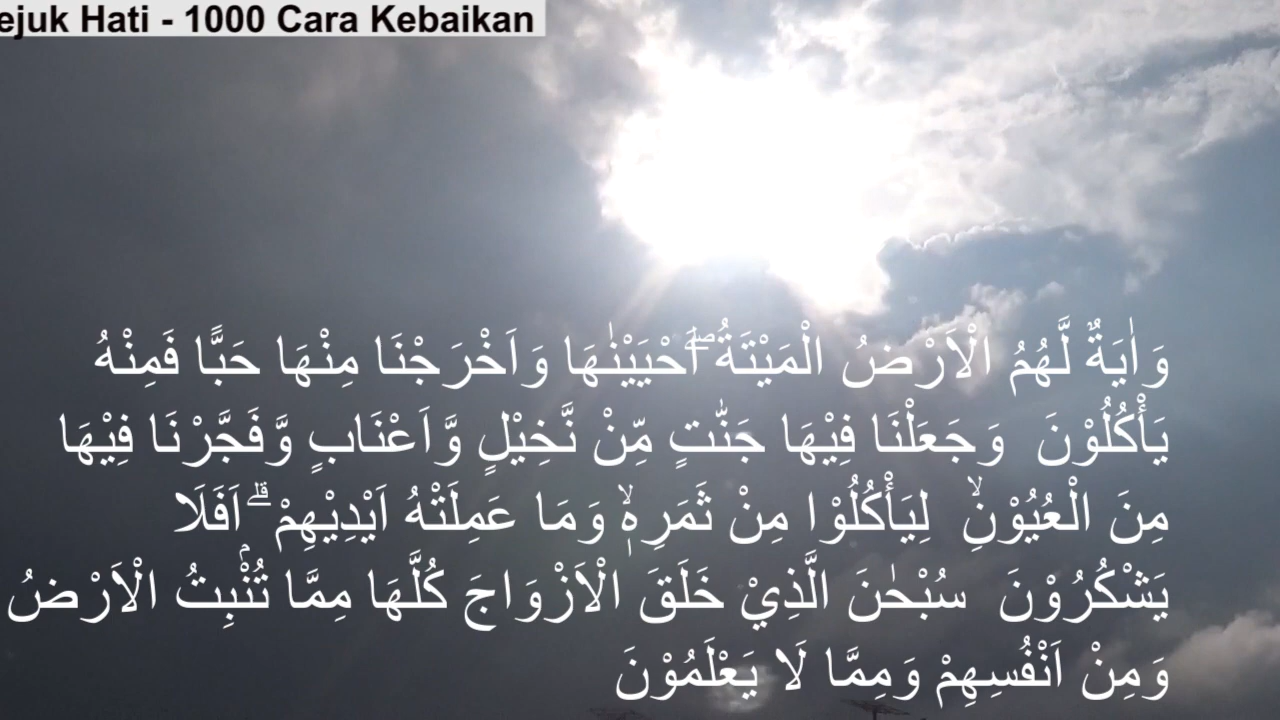 ejuk Hati - 1000 Cara Kebaikan
وَاٰيَةٌ لَّهُمُ الْاَرْضُ الْمَيْتَةُ ۖاَحْيَيْنٰهَا وَاَخْرَجْنَا مِنْهَا حَبًّا فَمِنْهُ
يَأْكُلُوْنَ وَجَعَلْنَا فِيْهَا جَنّٰتٍ مِّنْ نَّخِيْلٍ وَّاَعْنَابٍ وَّفَجَّرْنَا فِيْهَا
مِنَ الْعُيُوْنِۙ لِيَأْكُلُوْا مِنْ ثَمَرِهٖۙ وَمَا عَمِلَتْهُ اَيْدِيْهِمْ ۗ اَفَلَا
يَشْكُرُوْنَ سُبْحٰنَ الَّذِيْ خَلَقَ الْاَزْوَاجَ كُلَّهَا مِمَّا تُنْۢبِتُ الْاَرْضُ
وَمِنْ اَنْفُسِهِمْ وَمِمَّا لَا يَعْلَمُوْنَ